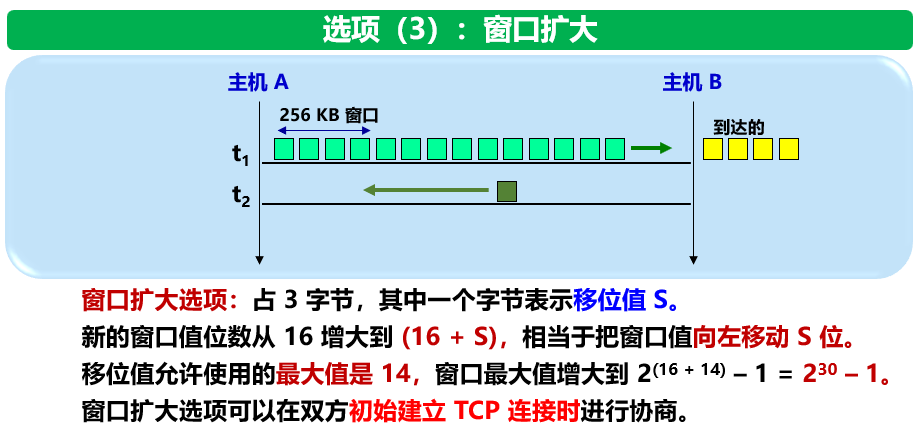 选项（3）：窗口扩大
主机 A 主机 B
256 KB 窗口
到达的
t1
t2
窗口扩大选项：占 3 字节，其中一个字节表示移位值 S。
新的窗口值位数从 16 增大到 (16 + S)，相当于把窗口值向左移动 S 位。
移位值允许使用的最大值是 14，窗口最大值增大到 2(16 + 14) – 1 = 230 – 1。
窗口扩大选项可以在双方初始建立 TCP 连接时进行协商。